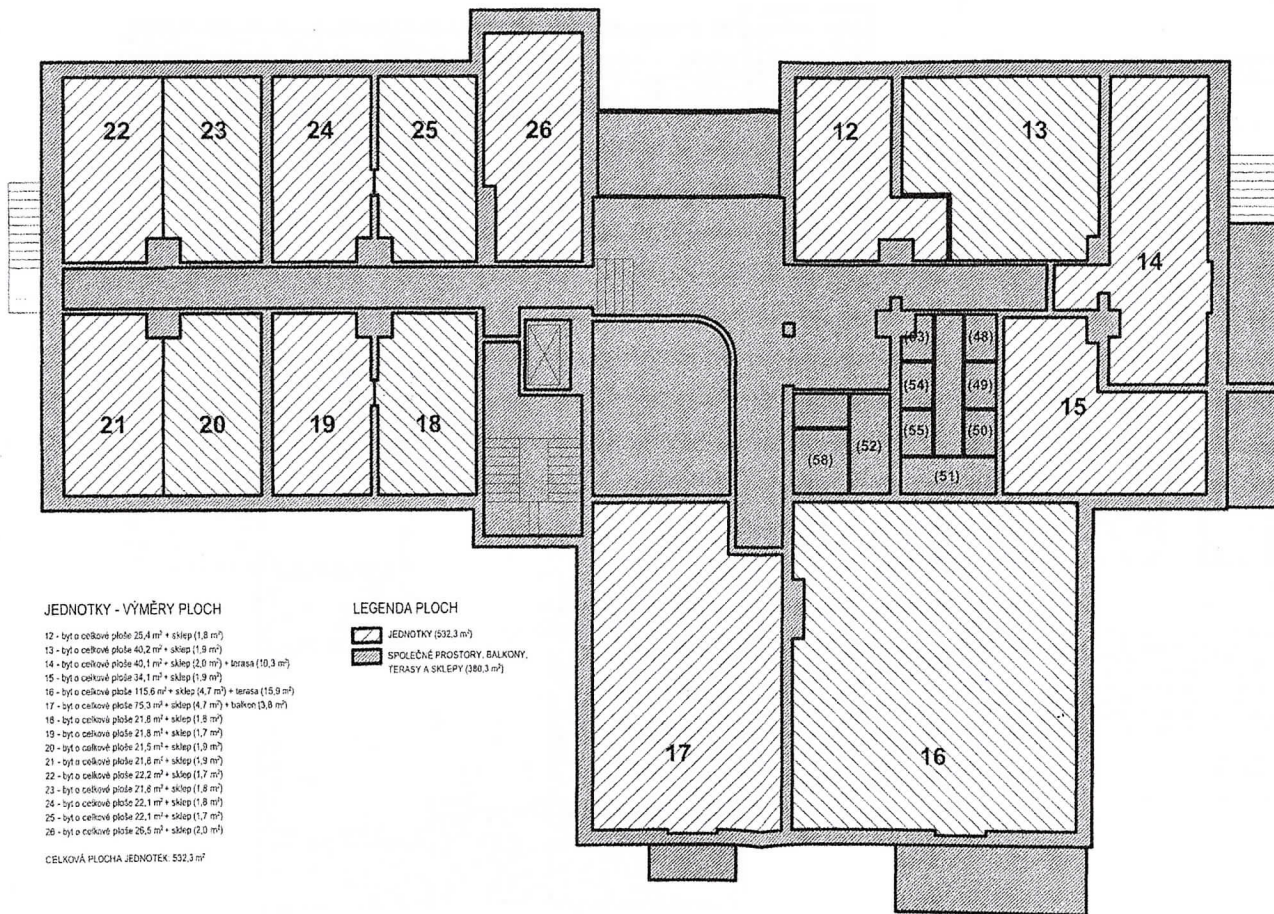 22
23
24
25
26
12
13
14
21
20
19
18
15
(53)
(48)
(54)
(49)
(55)
(50)
(58)
(52)
(51)
17
16
JEDNOTKY - VÝMĚRY PLOCH
12 - byt o celkové ploše 25,4 m² + sklep (1,8 m²)
13 - byt o celkové ploše 40,2 m² + sklep (1,9 m²)
14 - byt o celkové ploše 40,1 m² + sklep (2,0 m²) + terasa (10,3 m²)
15 - byt o celkové ploše 34,1 m² + sklep (1,9 m²)
16 - byt o celkové ploše 115,6 m² + sklep (4,7 m²) + terasa (15,9 m²)
17 - byt o celkové ploše 75,3 m² + sklep (4,7 m²) + balkon (3,8 m²)
18 - byt o celkové ploše 21,8 m² + sklep (1,8 m²)
19 - byt o celkové ploše 21,8 m² + sklep (1,7 m²)
20 - byt o celkové ploše 21,5 m² + sklep (1,9 m²)
21 - byt o celkové ploše 21,8 m² + sklep (1,9 m²)
22 - byt o celkové ploše 22,2 m² + sklep (1,7 m²)
23 - byt o celkové ploše 21,8 m² + sklep (1,8 m²)
24 - byt o celkové ploše 22,1 m² + sklep (1,8 m²)
25 - byt o celkové ploše 22,1 m² + sklep (1,7 m²)
26 - byt o celkové ploše 26,5 m² + sklep (2,0 m²)
CELKOVÁ PLOCHA JEDNOTEK: 532,3 m²
LEGENDA PLOCH
JEDNOTKY (532,3 m²)
SPOLEČNÉ PROSTORY, BALKONY,
TERASY A SKLEPY (380,3 m²)